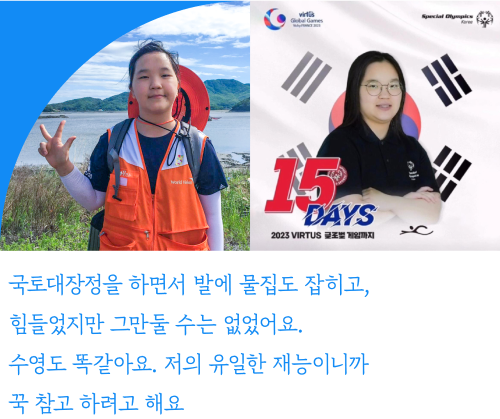 virtus
Global Games
Vichy, FRANCE 2023
Special Olympics
Korea
World Vision
15
DAYS
2023 VIRTUS 글로벌 게임까지
국토대장정을 하면서 발에 물집도 잡히고,
힘들었지만 그만둘 수는 없었어요.
수영도 똑같아요. 저의 유일한 재능이니까
꾹 참고 하려고 해요